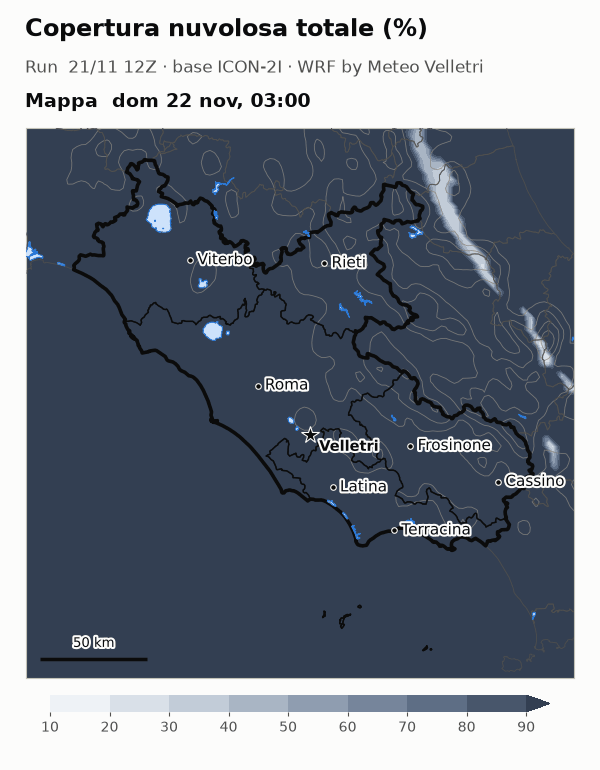 Copertura nuvolosa totale (%)
Run 21/11 12Z · base ICON-2I · WRF by Meteo Velletri
Mappa dom 22 nov, 03:00
Viterbo
Rieti
Roma
Velletri
Frosinone
Latina
Cassino
Terracina
50 km
10 20 30 40 50 60 70 80 90